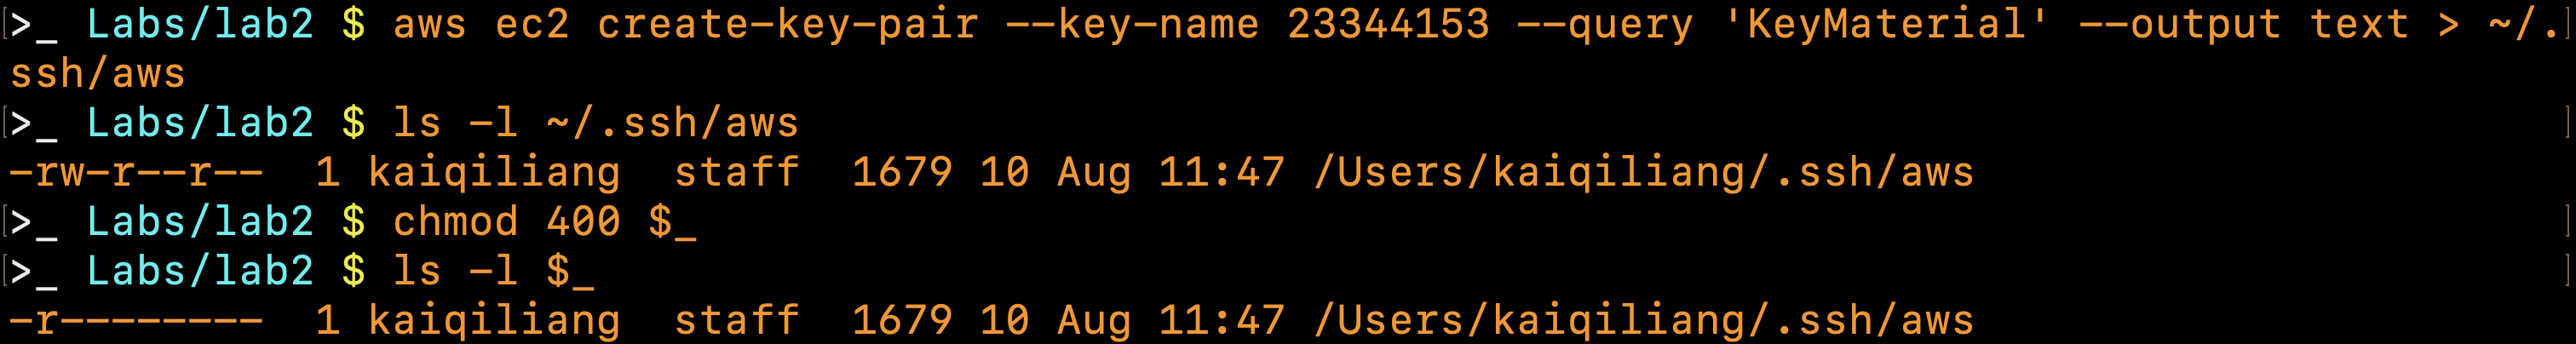 >_ Labs/lab2 $ aws ec2 create-key-pair --key-name 23344153 --query 'KeyMaterial' --output text > ~/.
ssh/aws
>_ Labs/lab2 $ ls -l ~/.ssh/aws
-rw-r--r--  1 kaiqiliang  staff  1679 10 Aug 11:47 /Users/kaiqiliang/.ssh/aws
>_ Labs/lab2 $ chmod 400 $_
>_ Labs/lab2 $ ls -l $_
-r--------  1 kaiqiliang  staff  1679 10 Aug 11:47 /Users/kaiqiliang/.ssh/aws